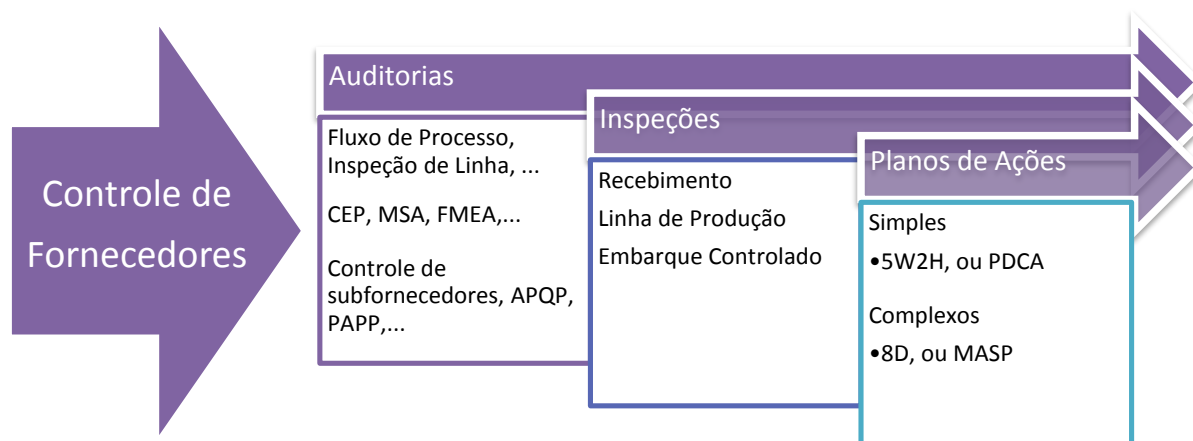 Controle de
Fornecedores
Auditorias
Fluxo de Processo,
Inspeção de Linha, ...
CEP, MSA, FMEA,...
Controle de
subfornecedores, APQP,
PAPP,...
Inspeções
Recebimento
Linha de Produção
Embarque Controlado
Planos de Ações
Simples
•5W2H, ou PDCA
Complexos
•8D, ou MASP